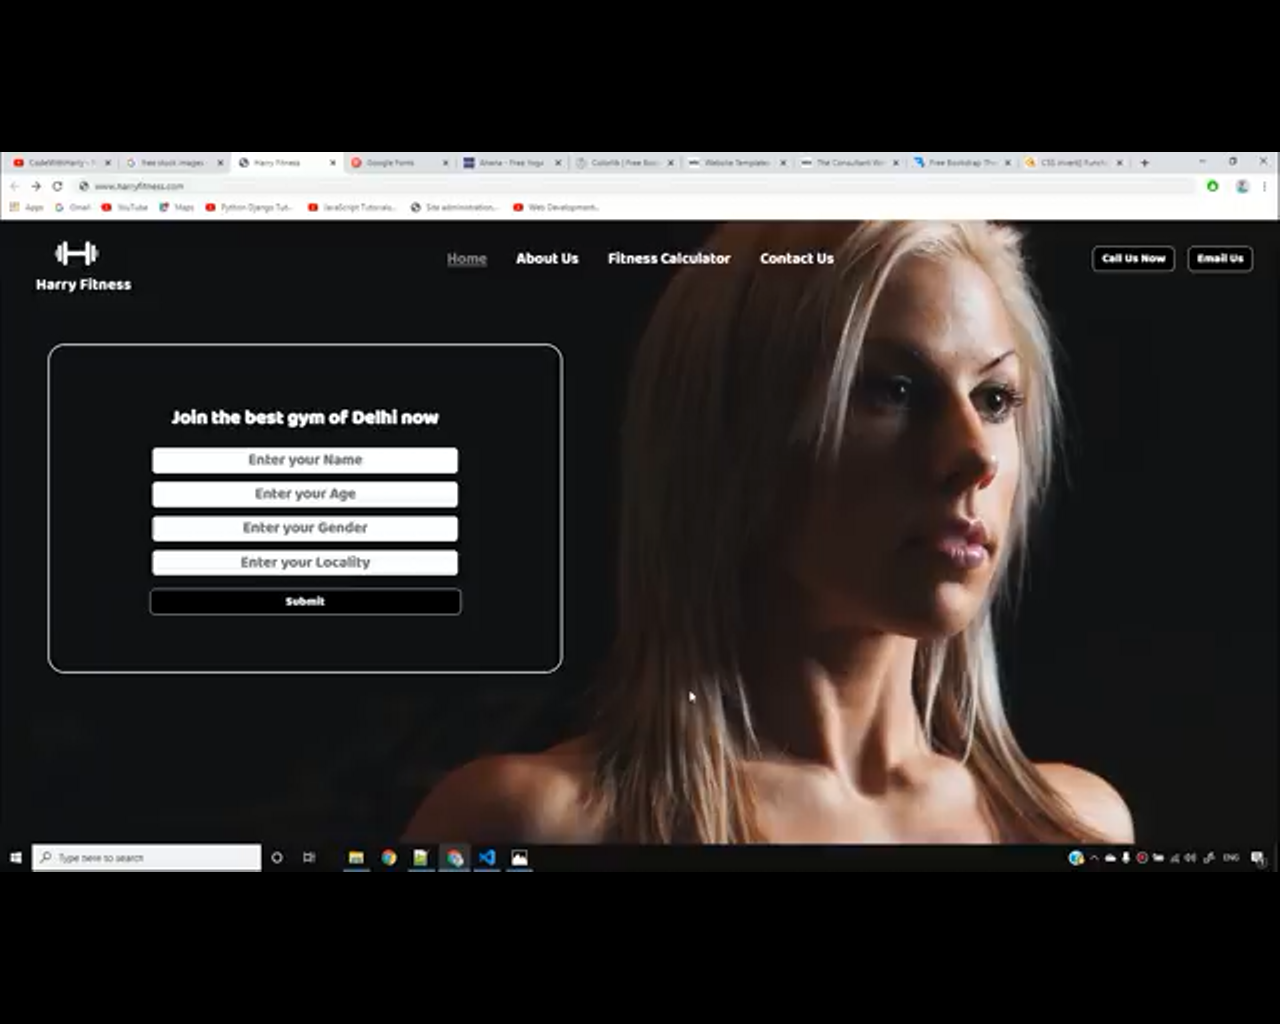 CodeWithHarry - Y
free stock images
Harry Fitness
Google Fonts
Ahana - Free Yoga
Colorlib | Free Boo
Website Templates
The Consultant
Free Bootstrap The
CSS invert() Functi
www.harryfitness.com
Apps
Gmail
YouTube
Maps
Python Django Tut...
JavaScript Tutorials...
Site administration...
Web Development...
Harry Fitness
Home
About Us
Fitness Calculator
Contact Us
Call Us Now
Email Us
Join the best gym of Delhi now
Enter your Name
Enter your Age
Enter your Gender
Enter your Locality
Submit
Type here to search
ENG